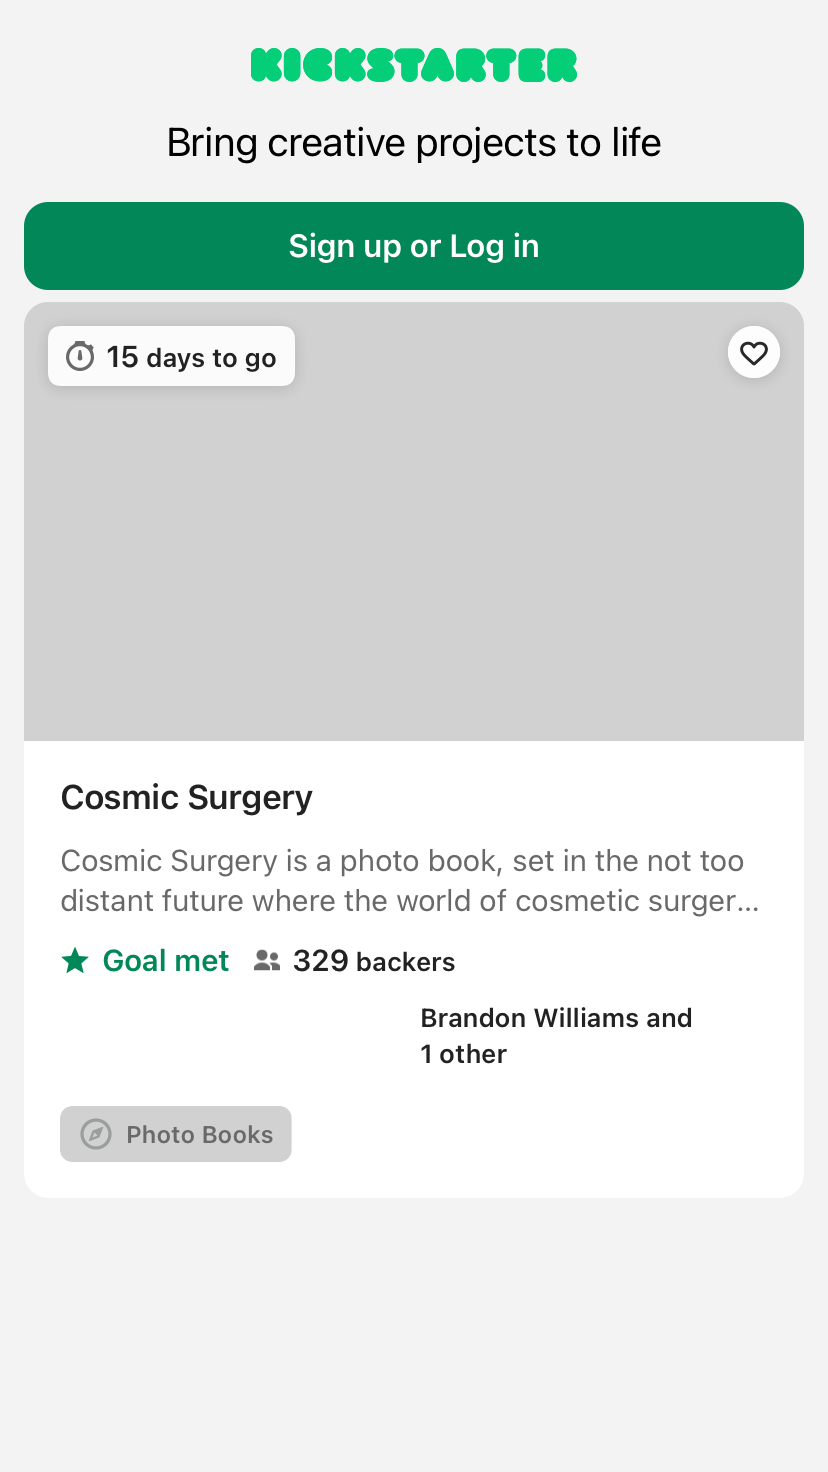 KICKSTARTER
Bring creative projects to life
Sign up or Log in
15 days to go
Cosmic Surgery
Cosmic Surgery is a photo book, set in the not too
distant future where the world of cosmetic surger...
Goal met 329 backers
Brandon Williams and
1 other
Photo Books